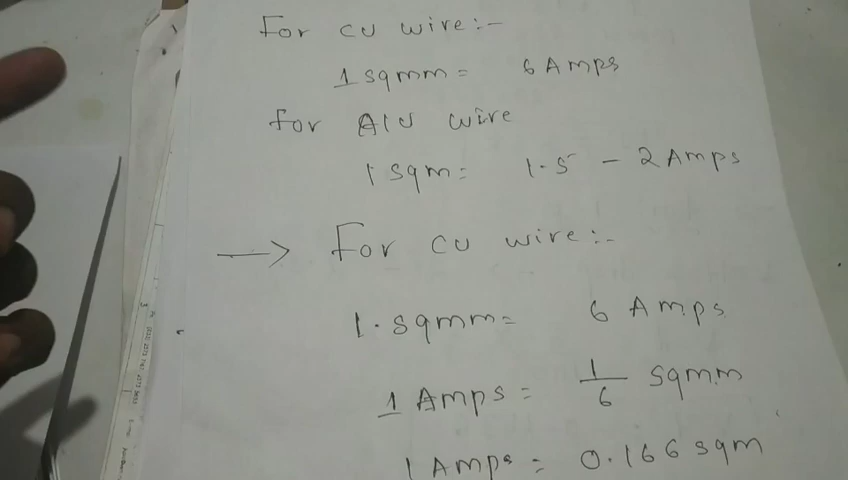 For CU wire:-
1 sqmm = 6 Amps
for AlU wire
1 sqm = 1.5 - 2 Amps
→ For CU wire:-
1. sqmm = 6 Amps
1 Amps = 1/6 sqmm
1 Amps = 0.166 sqm